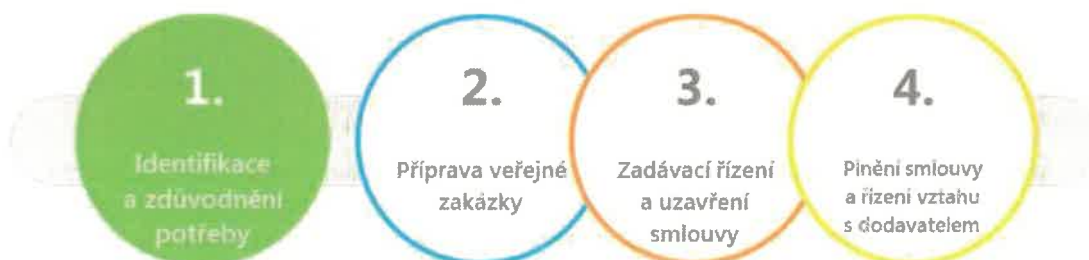 1.
Identifikace
a zdůvodnění
potřeby
2.
Příprava veřejné
zakázky
3.
Zadávací řízení
a uzavření
smlouvy
4.
Plnění smlouvy
a řízení vztahu
s dodavatelem